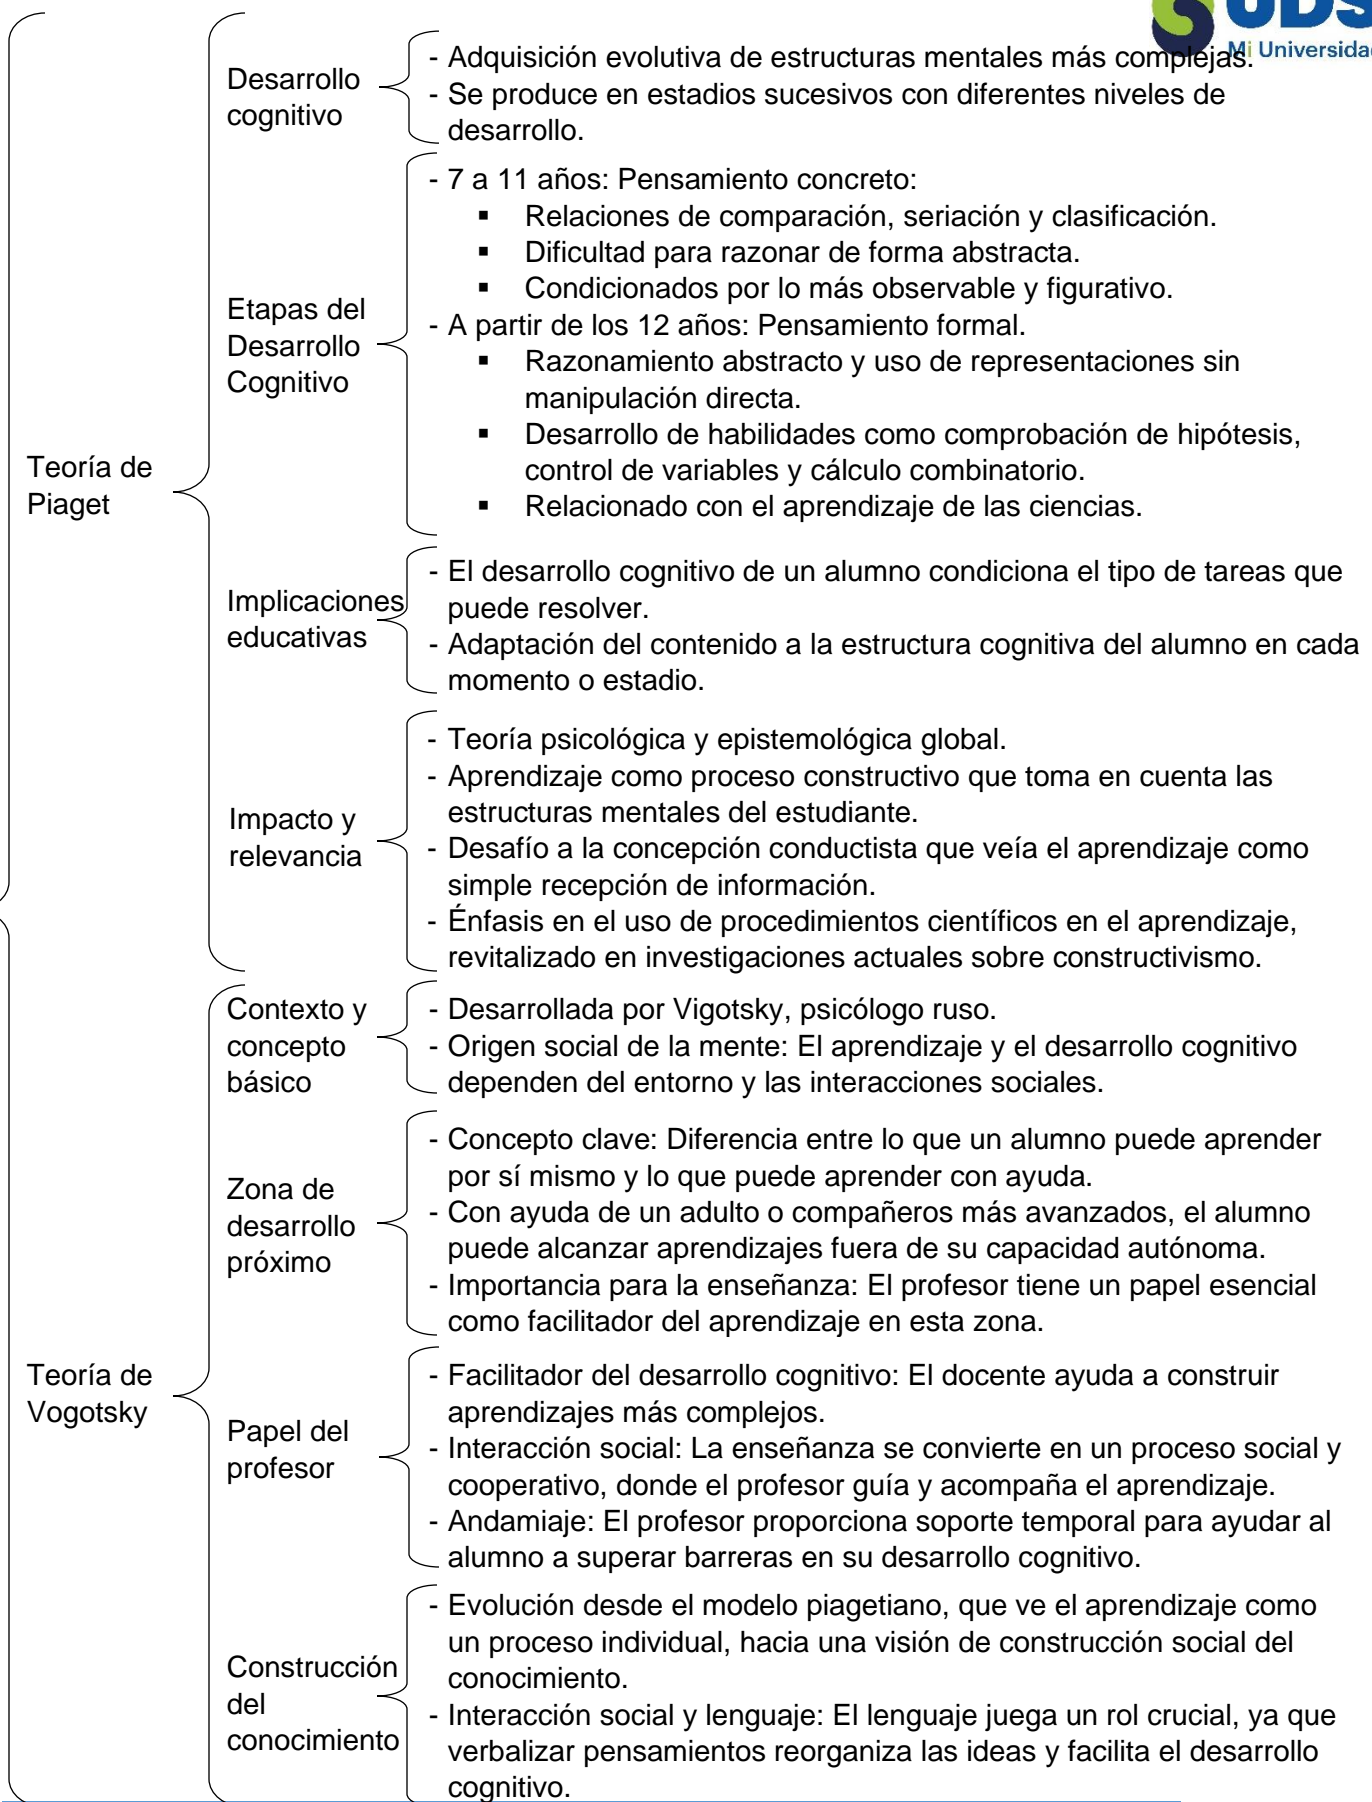 UDS
Mi Universidad
Desarrollo
cognitivo
- Adquisición evolutiva de estructuras mentales más complejas.
- Se produce en estadios sucesivos con diferentes niveles de
desarrollo.
Etapas del
Desarrollo
Cognitivo
- 7 a 11 años: Pensamiento concreto:
▪ Relaciones de comparación, seriación y clasificación.
▪ Dificultad para razonar de forma abstracta.
▪ Condicionados por lo más observable y figurativo.
- A partir de los 12 años: Pensamiento formal.
▪ Razonamiento abstracto y uso de representaciones sin
manipulación directa.
▪ Desarrollo de habilidades como comprobación de hipótesis,
control de variables y cálculo combinatorio.
▪ Relacionado con el aprendizaje de las ciencias.
Teoría de
Piaget
Implicaciones
educativas
- El desarrollo cognitivo de un alumno condiciona el tipo de tareas que
puede resolver.
- Adaptación del contenido a la estructura cognitiva del alumno en cada
momento o estadio.
Impacto y
relevancia
- Teoría psicológica y epistemológica global.
- Aprendizaje como proceso constructivo que toma en cuenta las
estructuras mentales del estudiante.
- Desafío a la concepción conductista que veía el aprendizaje como
simple recepción de información.
- Énfasis en el uso de procedimientos científicos en el aprendizaje,
revitalizado en investigaciones actuales sobre constructivismo.
Contexto y
concepto
básico
- Desarrollada por Vigotsky, psicólogo ruso.
- Origen social de la mente: El aprendizaje y el desarrollo cognitivo
dependen del entorno y las interacciones sociales.
Zona de
desarrollo
próximo
- Concepto clave: Diferencia entre lo que un alumno puede aprender
por sí mismo y lo que puede aprender con ayuda.
- Con ayuda de un adulto o compañeros más avanzados, el alumno
puede alcanzar aprendizajes fuera de su capacidad autónoma.
- Importancia para la enseñanza: El profesor tiene un papel esencial
como facilitador del aprendizaje en esta zona.
Teoría de
Vogotsky
Papel del
profesor
- Facilitador del desarrollo cognitivo: El docente ayuda a construir
aprendizajes más complejos.
- Interacción social: La enseñanza se convierte en un proceso social y
cooperativo, donde el profesor guía y acompaña el aprendizaje.
- Andamiaje: El profesor proporciona soporte temporal para ayudar al
alumno a superar barreras en su desarrollo cognitivo.
Construcción
del
conocimiento
- Evolución desde el modelo piagetiano, que ve el aprendizaje como
un proceso individual, hacia una visión de construcción social del
conocimiento.
- Interacción social y lenguaje: El lenguaje juega un rol crucial, ya que
verbalizar pensamientos reorganiza las ideas y facilita el desarrollo
cognitivo.